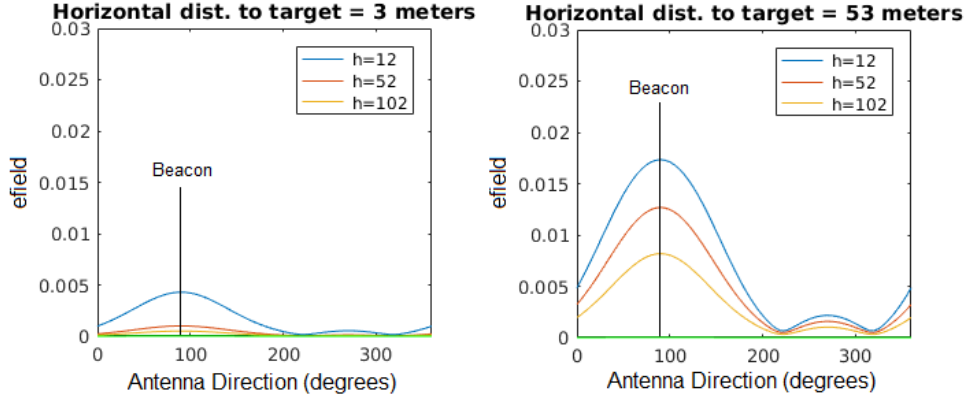 Horizontal dist. to target = 3 meters
0.03
0.025
0.02
0.015
0.01
0.005
0
efield
h=12
h=52
h=102
Beacon
0
100
200
300
Antenna Direction (degrees)
Horizontal dist. to target = 53 meters
0.03
0.025
0.02
0.015
0.01
0.005
0
efield
h=12
h=52
h=102
Beacon
0
100
200
300
Antenna Direction (degrees)